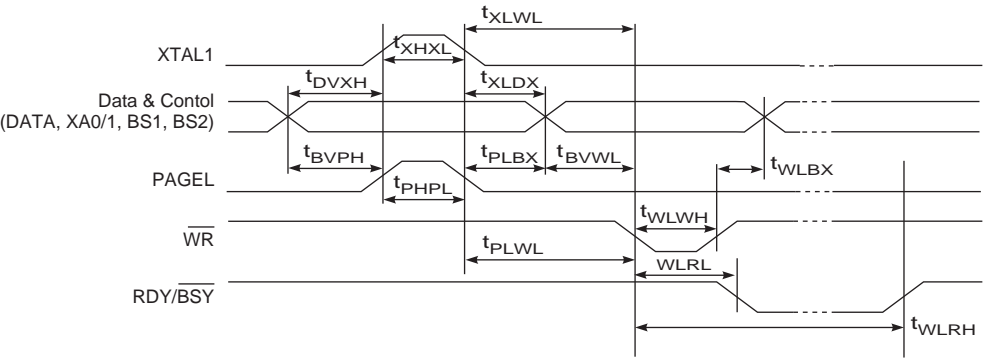 tXLWL
XTAL1
tXHXL
tDVXH
tXLDX
Data & Contol
(DATA, XA0/1, BS1, BS2)
tBVPH
tPLBX
tBVWL
tWLBX
PAGEL
tPHPL
tWLWH
WR
tPLWL
WLRL
RDY/BSY
tWLRH